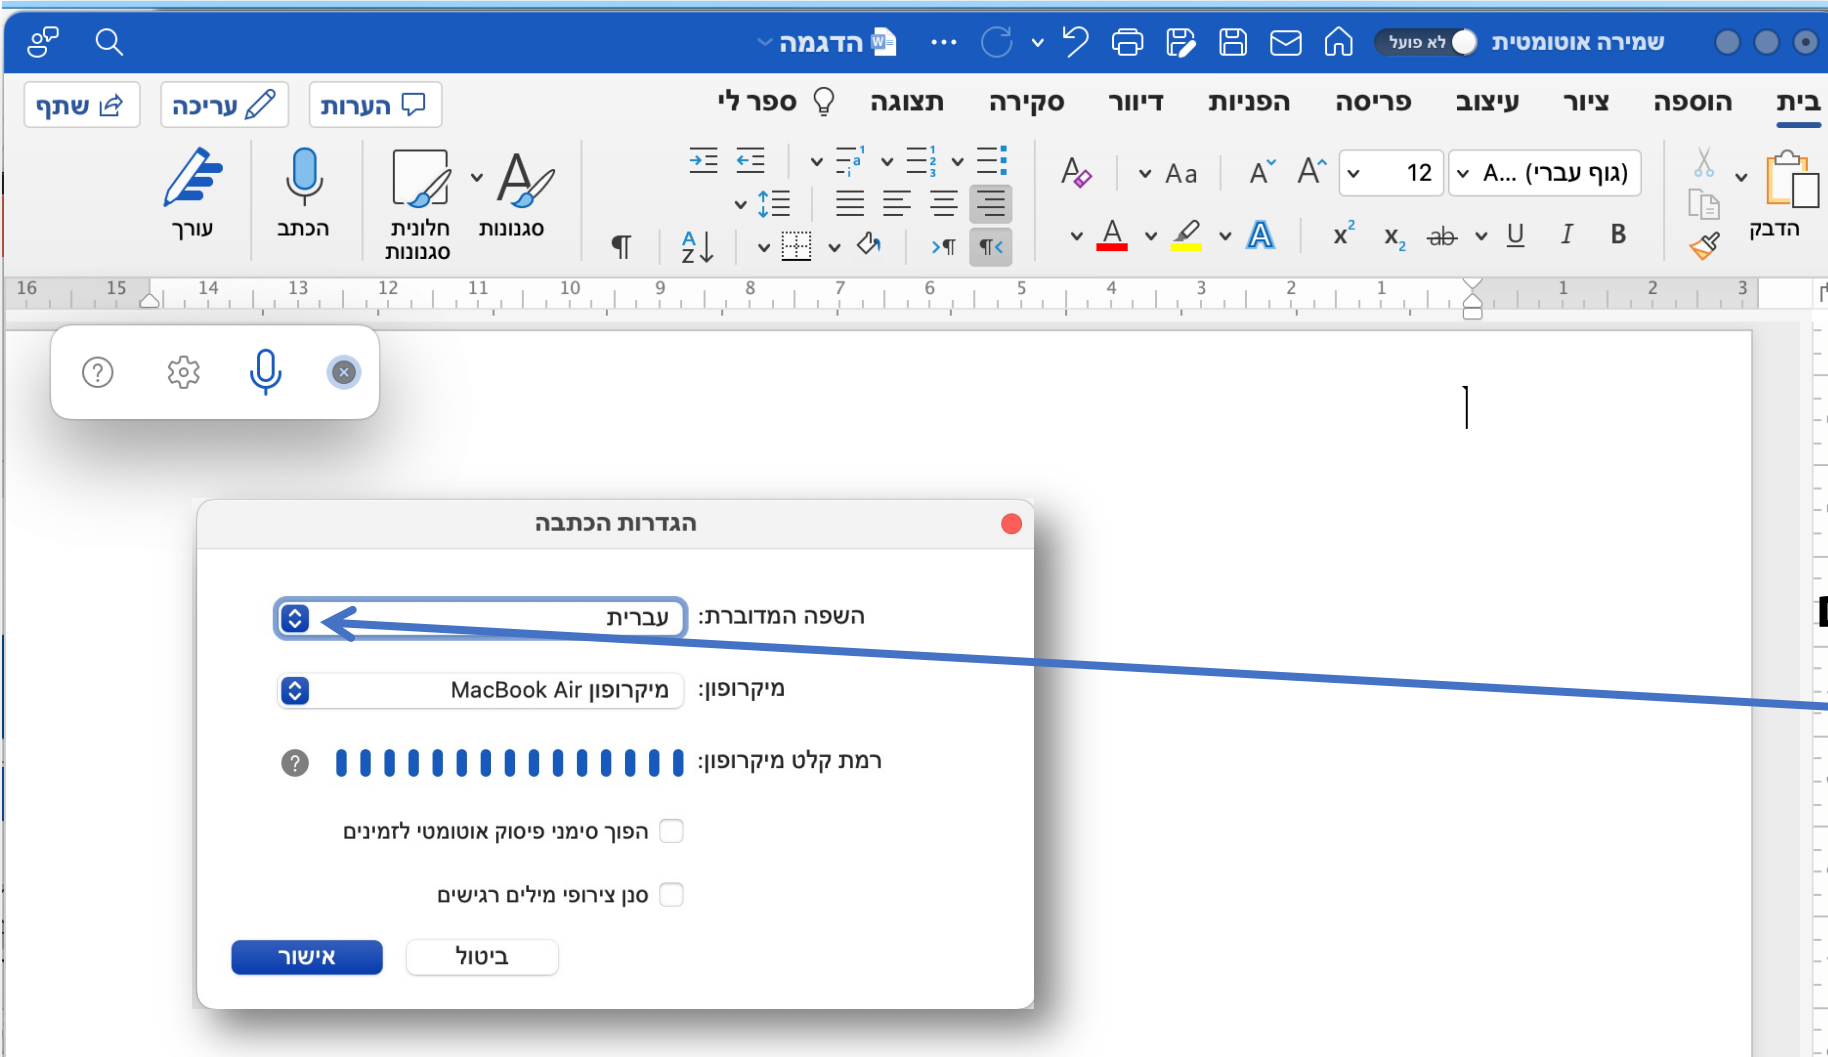 שמירה אוטומטית לא פועל הדגמה
בית הוספה ציור עיצוב פריסה הפניות דיוור סקירה תצוגה ספר לי הערות עריכה שתף
הדבק (גוף עברי) A... 12 Aa
B I U ab x² x₂ A A
סגנונות חלונית סגנונות הכתב עורך
3 2 1 1 2 3 4 5 6 7 8 9 10 11 12 13 14 15 16
הגדרות הכתבה
השפה המדוברת: עברית
מיקרופון: מיקרופון MacBook Air
רמת קלט מיקרופון:
הפוך סימני פיסוק אוטומטי לזמינים
סנן צירופי מילים רגישים
ביטול אישור